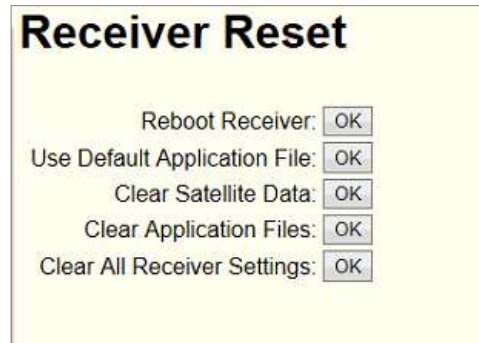 Receiver Reset
Reboot Receiver: OK
Use Default Application File: OK
Clear Satellite Data: OK
Clear Application Files: OK
Clear All Receiver Settings: OK